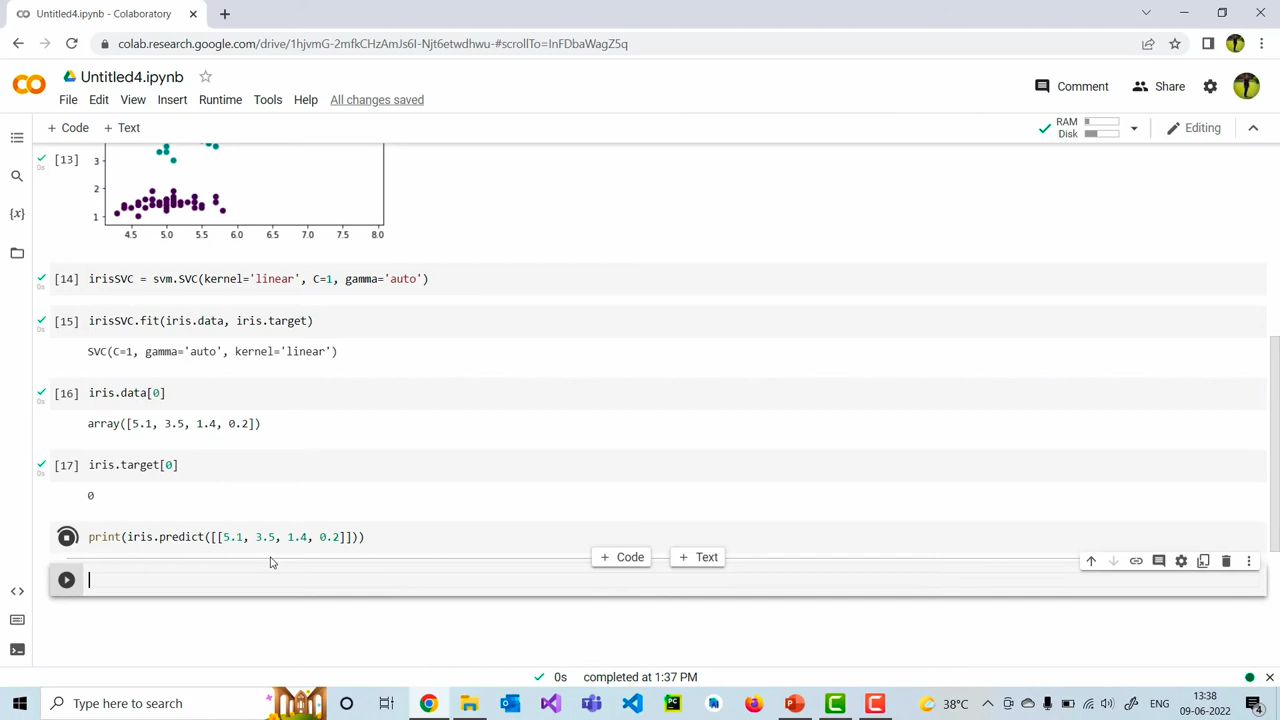 Untitled4.ipynb - Colaboratory
colab.research.google.com/drive/1hjvmG-2mfkCHzAmJs6I-Njt6etwdhwu-#scrollTo=InFDbaWagZ5q
Untitled4.ipynb
File Edit View Insert Runtime Tools Help All changes saved
Comment Share
+ Code + Text
RAM
Disk
Editing
[13]
0s
3
2
1
4.5 5.0 5.5 6.0 6.5 7.0 7.5 8.0
[14] irisSVC = svm.SVC(kernel='linear', C=1, gamma='auto')
0s
[15] irisSVC.fit(iris.data, iris.target)
0s
SVC(C=1, gamma='auto', kernel='linear')
[16] iris.data[0]
0s
array([5.1, 3.5, 1.4, 0.2])
[17] iris.target[0]
0s
0
print(iris.predict([[5.1, 3.5, 1.4, 0.2]]))
+ Code + Text
0s completed at 1:37 PM
Type here to search
38°C
ENG
13:38
09-06-2022
4